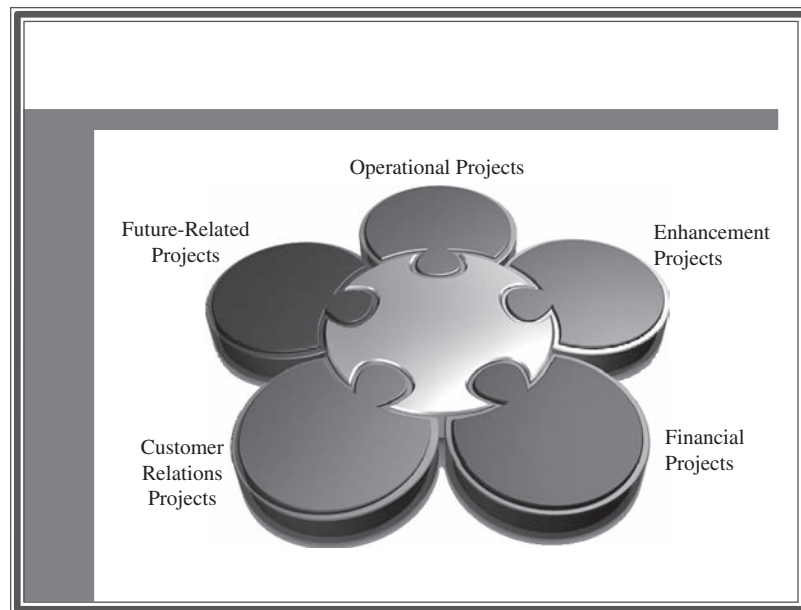 Operational Projects
Future-Related
Projects
Enhancement
Projects
Customer
Relations
Projects
Financial
Projects